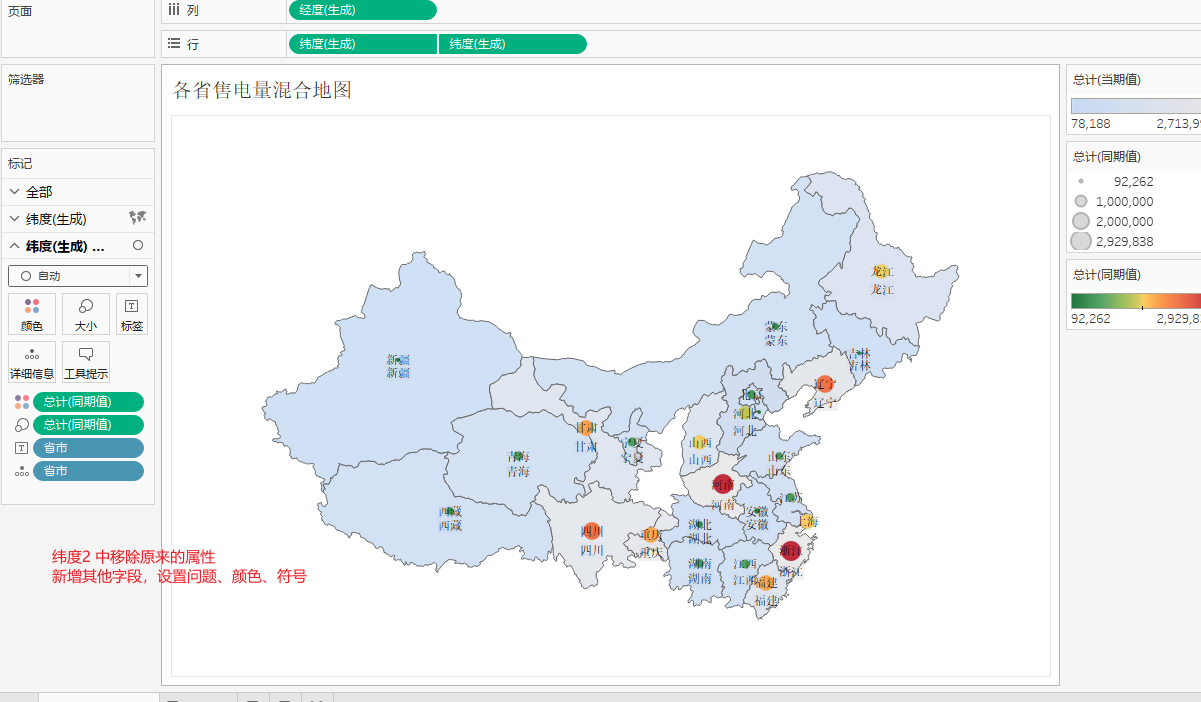 页面
列
经度(生成)
行
纬度(生成)
纬度(生成)
筛选器
各省售电量混合地图
总计(当期值)
78,188
2,713,9
标记
总计(同期值)
92,262
1,000,000
2,000,000
2,929,838
全部
纬度(生成)
纬度(生成) ...
自动
总计(同期值)
92,262
2,929,8
颜色
大小
标签
详细信息
工具提示
总计(同期值)
总计(同期值)
省市
省市
龙江
龙江
蒙东
蒙东
吉林
吉林
新疆
新疆
辽宁
辽宁
河北
河北
甘肃
甘肃
宁夏
宁夏
山西
山西
青海
青海
山东
山东
河南
河南
江苏
西藏
西藏
安徽
安徽
上海
湖北
湖北
四川
四川
重庆
重庆
浙江
浙江
湖南
湖南
江西
江西
福建
福建
纬度2 中移除原来的属性
新增其他字段，设置问题、颜色、符号